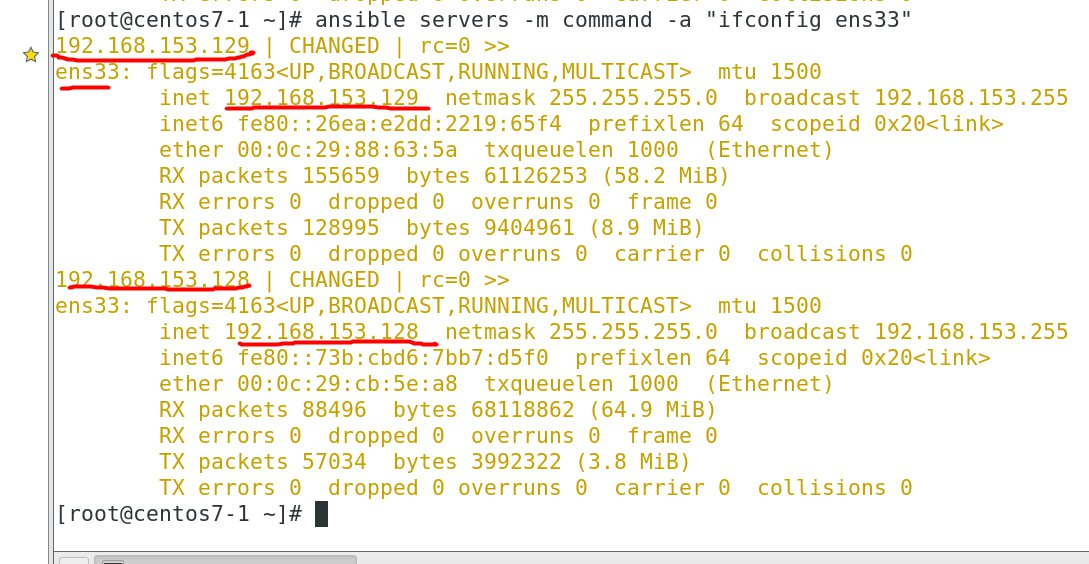 [root@centos7-1 ~]# ansible servers -m command -a "ifconfig ens33"
192.168.153.129 | CHANGED | rc=0 >>
ens33: flags=4163<UP,BROADCAST,RUNNING,MULTICAST>  mtu 1500
        inet 192.168.153.129  netmask 255.255.255.0  broadcast 192.168.153.255
        inet6 fe80::26ea:e2dd:2219:65f4  prefixlen 64  scopeid 0x20<link>
        ether 00:0c:29:88:63:5a  txqueuelen 1000  (Ethernet)
        RX packets 155659  bytes 61126253 (58.2 MiB)
        RX errors 0  dropped 0  overruns 0  frame 0
        TX packets 128995  bytes 9404961 (8.9 MiB)
        TX errors 0  dropped 0 overruns 0  carrier 0  collisions 0
192.168.153.128 | CHANGED | rc=0 >>
ens33: flags=4163<UP,BROADCAST,RUNNING,MULTICAST>  mtu 1500
        inet 192.168.153.128  netmask 255.255.255.0  broadcast 192.168.153.255
        inet6 fe80::73b:cbd6:7bb7:d5f0  prefixlen 64  scopeid 0x20<link>
        ether 00:0c:29:cb:5e:a8  txqueuelen 1000  (Ethernet)
        RX packets 88496  bytes 68118862 (64.9 MiB)
        RX errors 0  dropped 0  overruns 0  frame 0
        TX packets 57034  bytes 3992322 (3.8 MiB)
        TX errors 0  dropped 0 overruns 0  carrier 0  collisions 0
[root@centos7-1 ~]#